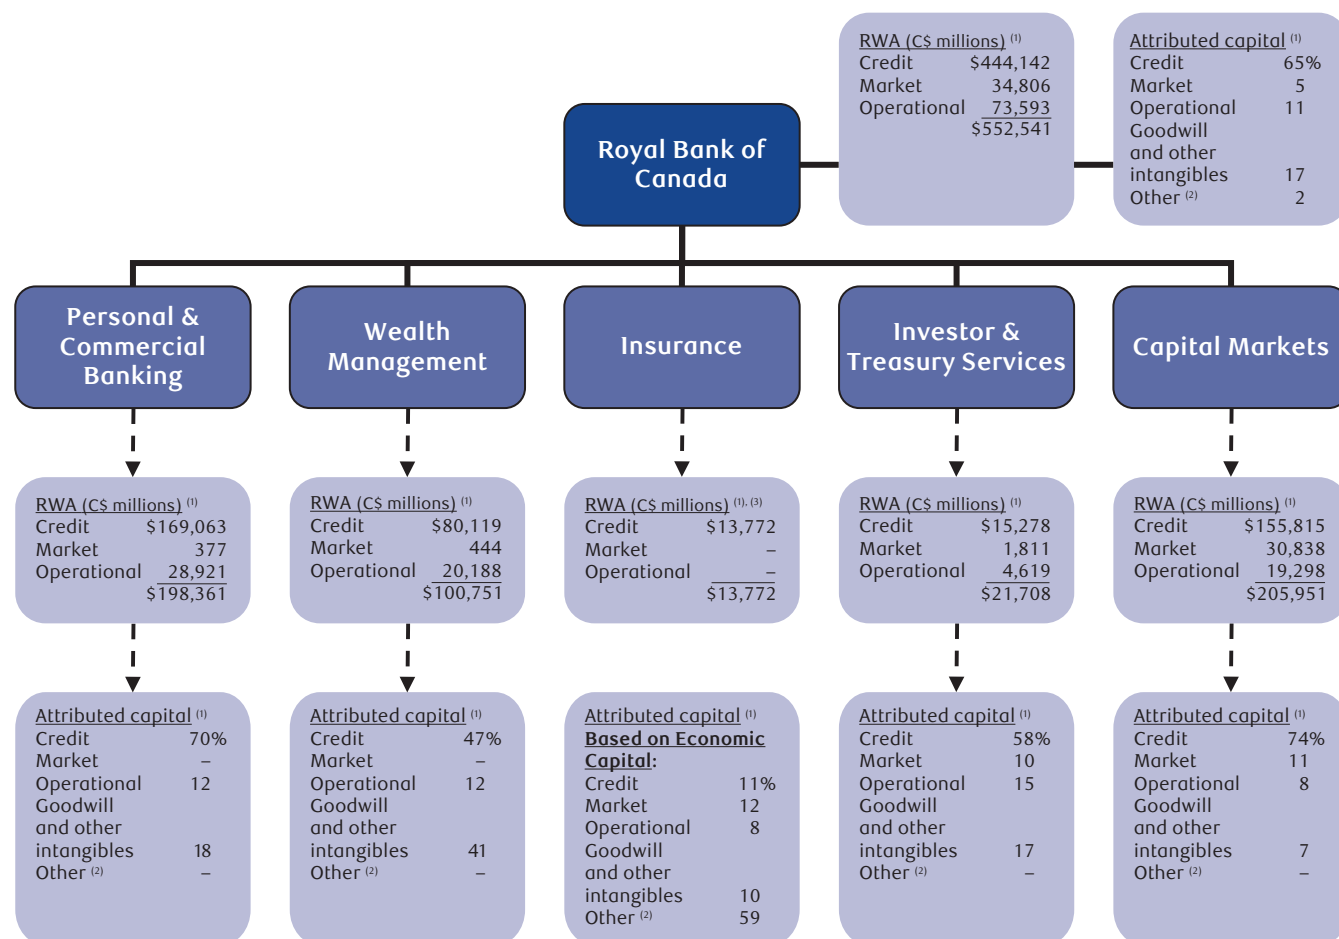 RWA (C$ millions) (1)
Credit $444,142
Market 34,806
Operational 73,593
$552,541
Attributed capital (1)
Credit 65%
Market 5
Operational 11
Goodwill
and other
intangibles 17
Other (2) 2
Royal Bank of
Canada
Personal &
Commercial
Banking
Wealth
Management
Insurance
Investor &
Treasury Services
Capital Markets
RWA (C$ millions) (1)
Credit $169,063
Market 377
Operational 28,921
$198,361
RWA (C$ millions) (1)
Credit $80,119
Market 444
Operational 20,188
$100,751
RWA (C$ millions) (1), (3)
Credit $13,772
Market –
Operational –
$13,772
RWA (C$ millions) (1)
Credit $15,278
Market 1,811
Operational 4,619
$21,708
RWA (C$ millions) (1)
Credit $155,815
Market 30,838
Operational 19,298
$205,951
Attributed capital (1)
Credit 70%
Market –
Operational 12
Goodwill
and other
intangibles 18
Other (2) –
Attributed capital (1)
Credit 47%
Market –
Operational 12
Goodwill
and other
intangibles 41
Other (2) –
Attributed capital (1)
Based on Economic
Capital:
Credit 11%
Market 12
Operational 8
Goodwill
and other
intangibles 10
Other (2) 59
Attributed capital (1)
Credit 58%
Market 10
Operational 15
Goodwill
and other
intangibles 17
Other (2) –
Attributed capital (1)
Credit 74%
Market 11
Operational 8
Goodwill
and other
intangibles 7
Other (2) –